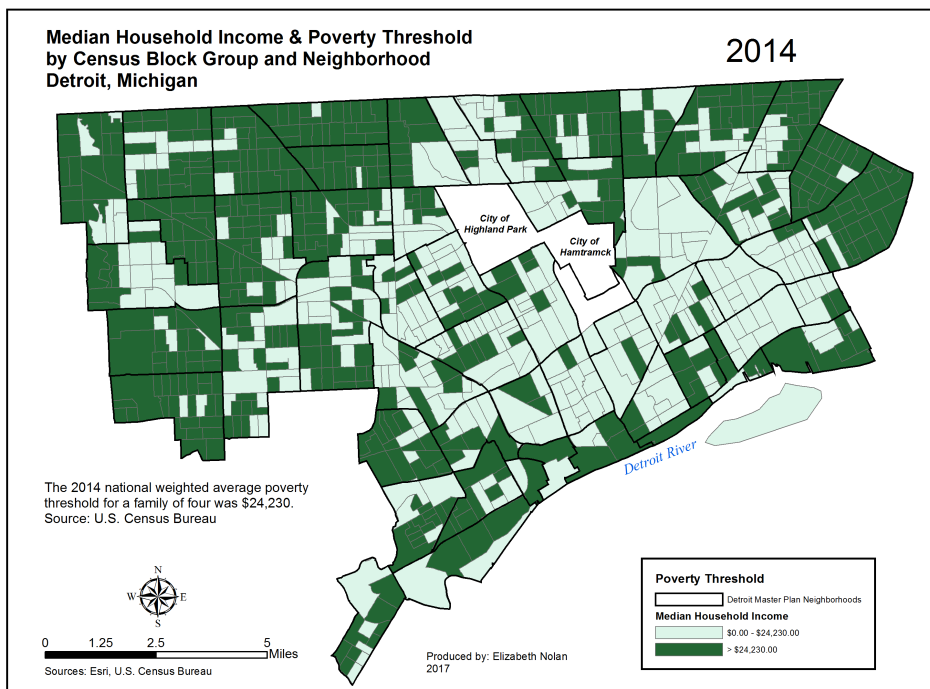 Median Household Income & Poverty Threshold
by Census Block Group and Neighborhood
Detroit, Michigan
2014
City of
Highland Park
City of
Hamtramck
Detroit River
The 2014 national weighted average poverty
threshold for a family of four was $24,230.
Source: U.S. Census Bureau
N
W E
S
0 1.25 2.5 5
Miles
Sources: Esri, U.S. Census Bureau
Produced by: Elizabeth Nolan
2017
Poverty Threshold
Detroit Master Plan Neighborhoods
Median Household Income
$0.00 - $24,230.00
> $24,230.00